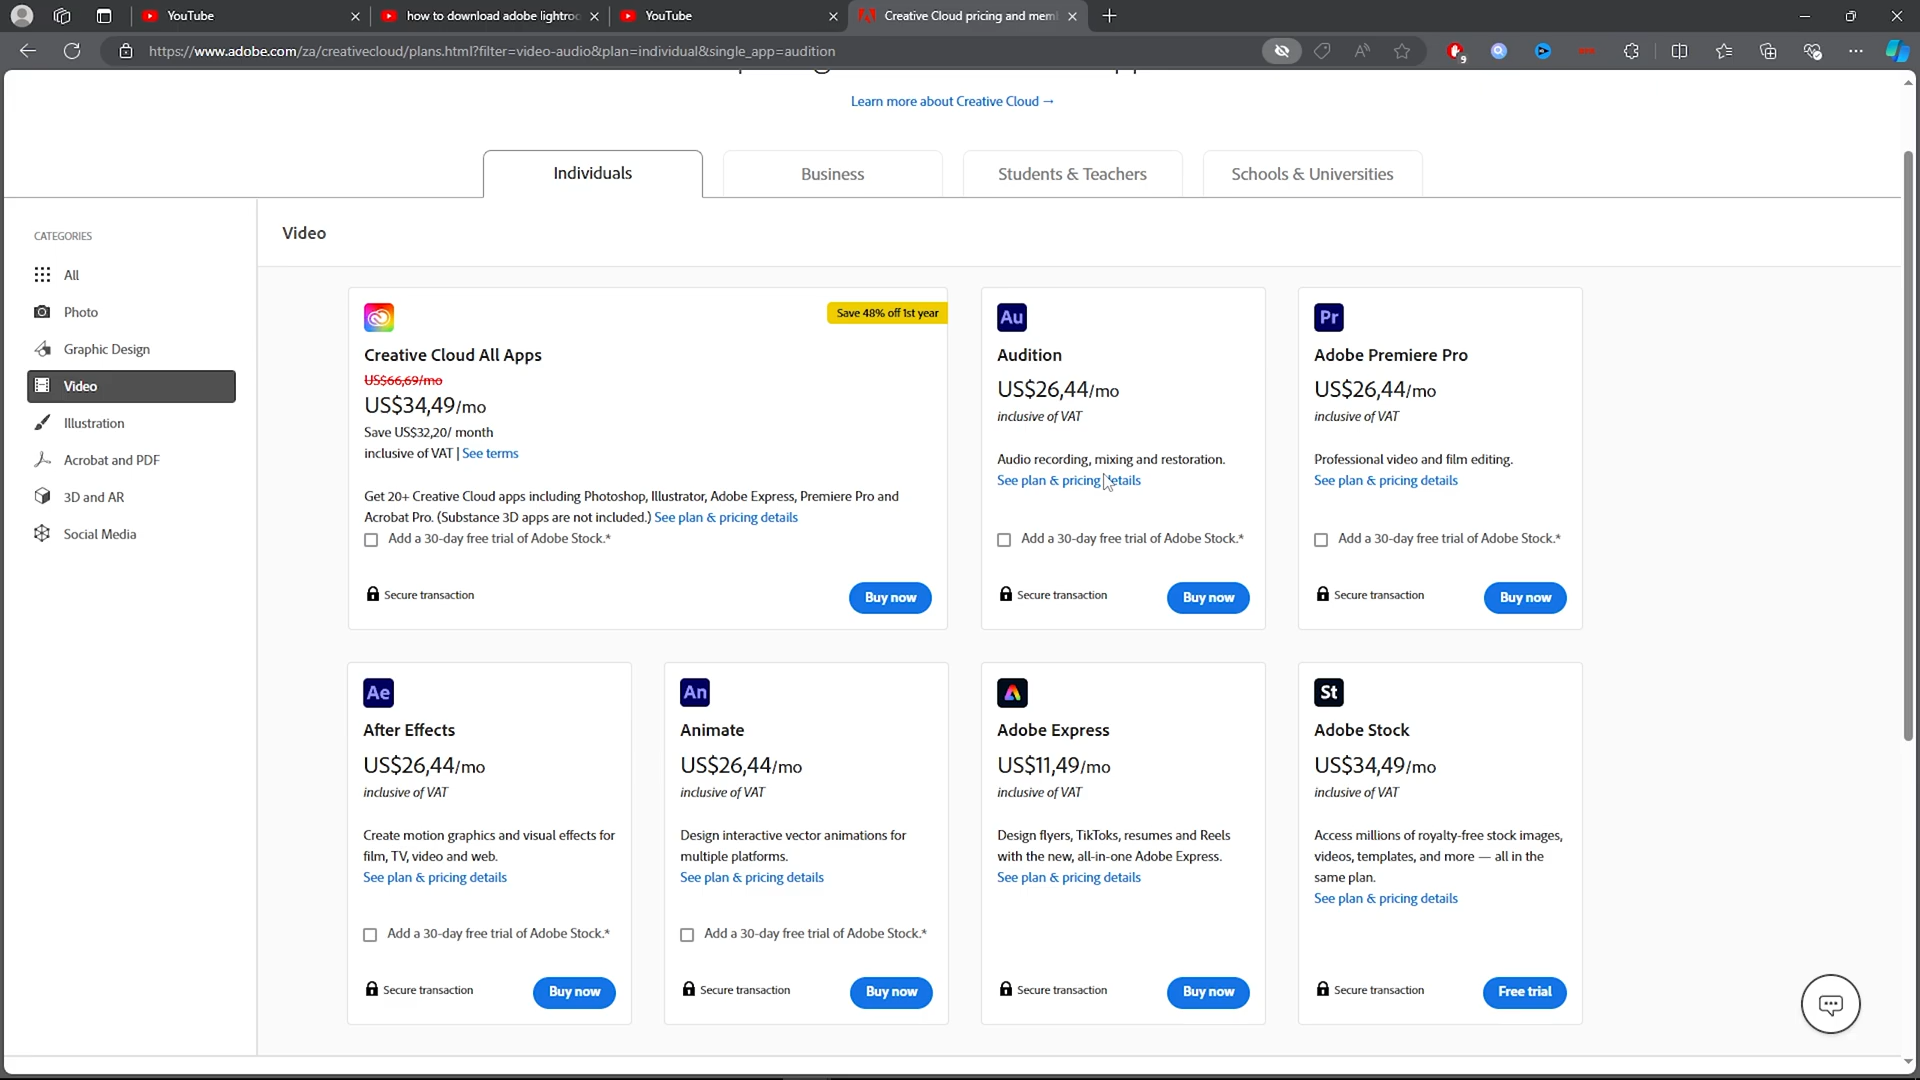 YouTube
how to download adobe lightroo
YouTube
Creative Cloud pricing and mem
https://www.adobe.com/za/creativecloud/plans.html?filter=video-audio&plan=individual&single_app=audition
9
Learn more about Creative Cloud →
Individuals
Business
Students & Teachers
Schools & Universities
CATEGORIES
All
Photo
Graphic Design
Video
Illustration
Acrobat and PDF
3D and AR
Social Media
Video
Save 48% off 1st year
Creative Cloud All Apps
US$66,69/mo
US$34,49/mo
Save US$32,20/ month
inclusive of VAT | See terms
Get 20+ Creative Cloud apps including Photoshop, Illustrator, Adobe Express, Premiere Pro and
Acrobat Pro. (Substance 3D apps are not included.) See plan & pricing details
Add a 30-day free trial of Adobe Stock.*
Secure transaction
Buy now
Au
Audition
US$26,44/mo
inclusive of VAT
Audio recording, mixing and restoration.
See plan & pricing details
Add a 30-day free trial of Adobe Stock.*
Secure transaction
Buy now
Pr
Adobe Premiere Pro
US$26,44/mo
inclusive of VAT
Professional video and film editing.
See plan & pricing details
Add a 30-day free trial of Adobe Stock.*
Secure transaction
Buy now
Ae
After Effects
US$26,44/mo
inclusive of VAT
Create motion graphics and visual effects for
film, TV, video and web.
See plan & pricing details
Add a 30-day free trial of Adobe Stock.*
Secure transaction
Buy now
An
Animate
US$26,44/mo
inclusive of VAT
Design interactive vector animations for
multiple platforms.
See plan & pricing details
Add a 30-day free trial of Adobe Stock.*
Secure transaction
Buy now
Adobe Express
US$11,49/mo
inclusive of VAT
Design flyers, TikToks, resumes and Reels
with the new, all-in-one Adobe Express.
See plan & pricing details
Secure transaction
Buy now
St
Adobe Stock
US$34,49/mo
inclusive of VAT
Access millions of royalty-free stock images,
videos, templates, and more — all in the
same plan.
See plan & pricing details
Secure transaction
Free trial